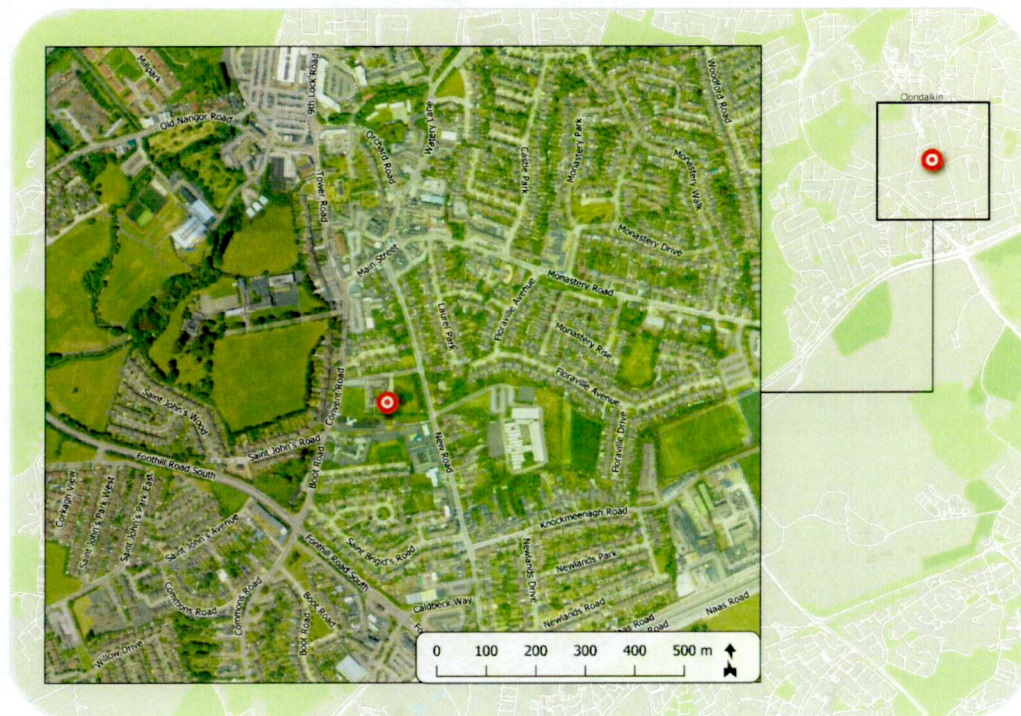 Millpark
9th Lock Road
Woodford Road
Old Nangor Road
Watery Lane
Orchard Road
Castle Park
Monastery Park
Monastery Walk
Clondalkin
Tower Road
Main Street
Monastery Drive
Monastery Road
Laurel Park
Floraville Avenue
Monastery Rise
Floraville Avenue
Convent Road
Saint John's Wood
Saint John's Road
New Road
Floraville Drive
Fonthill Road South
Boot Road
Corkagh View
Saint John's Park West
Saint John's Park East
Saint John's Avenue
Knockmeenagh Road
Saint Brigid's Road
Fonthill Road South
Newlands Drive
Newlands Park
Commons Road
Commons Road
Boot Road
Boot Road
Caldbeck Way
Newlands Road
Naas Road
Road
Willow Drive
0 100 200 300 400 500 m